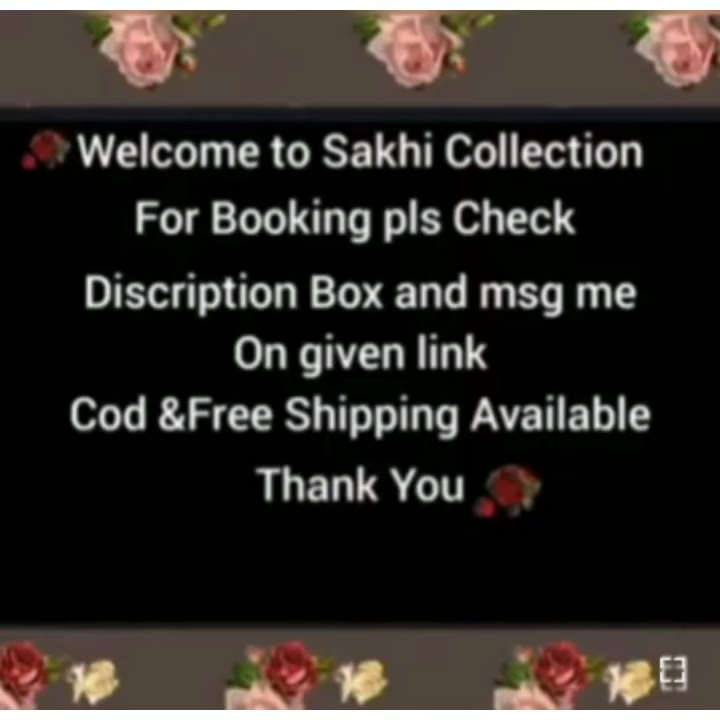 Welcome to Sakhi Collection
For Booking pls Check
Discription Box and msg me
On given link
Cod &Free Shipping Available
Thank You